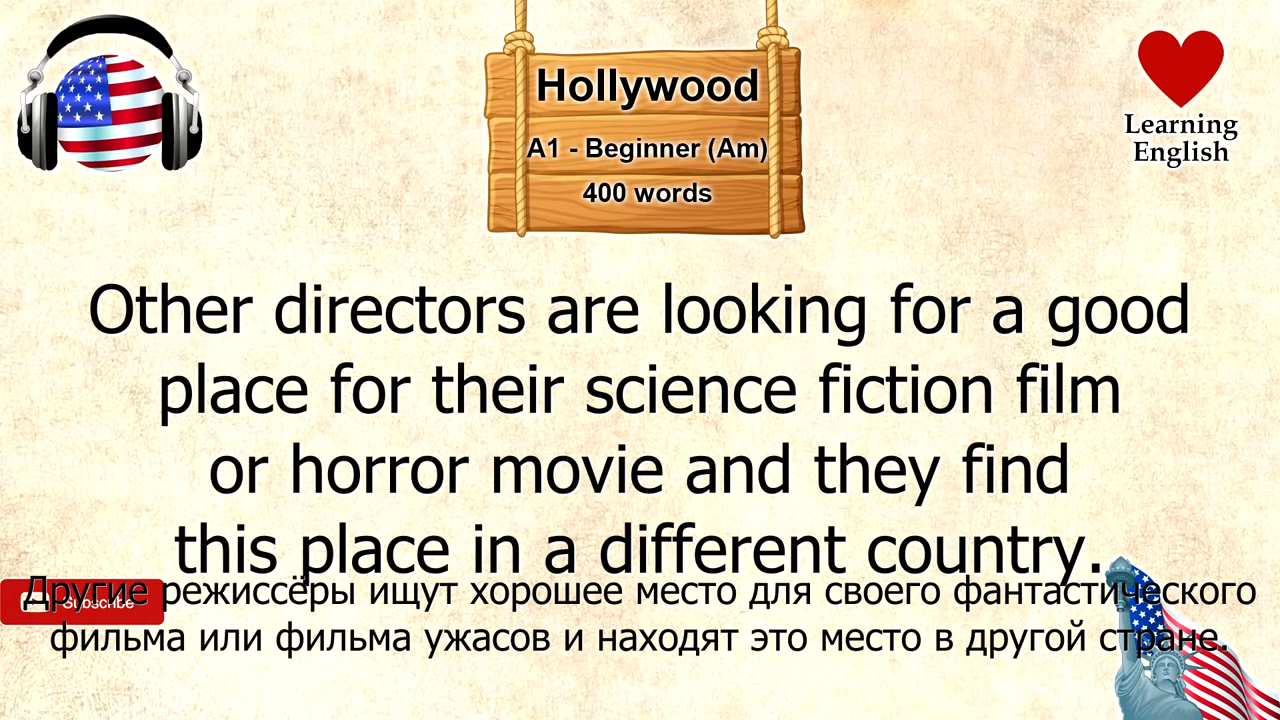 Hollywood
A1 - Beginner (Am)
400 words
Learning
English
Other directors are looking for a good
place for their science fiction film
or horror movie and they find
this place in a different country.
Другие режиссёры ищут хорошее место для своего фантастического
Subscribe
фильма или фильма ужасов и находят это место в другой стране.